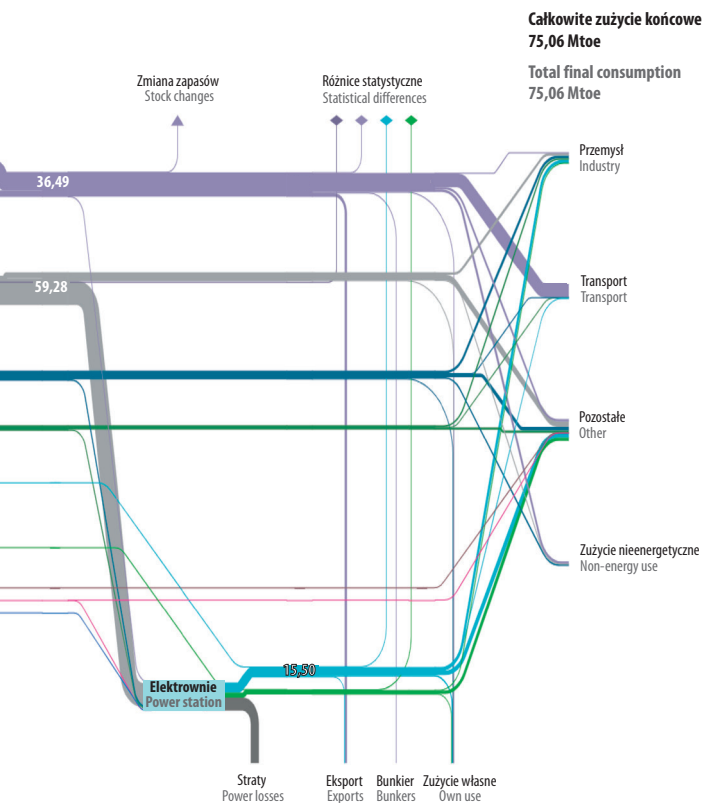 Całkowite zużycie końcowe
75,06 Mtoe
Total final consumption
75,06 Mtoe
Zmiana zapasów
Stock changes
Różnice statystyczne
Statistical differences
Przemysł
Industry
36,49
59,28
Transport
Transport
Pozostałe
Other
Zużycie nieenergetyczne
Non-energy use
15,50
Elektrownie
Power station
Straty
Power losses
Eksport
Exports
Bunkier
Bunkers
Zużycie własne
Own use